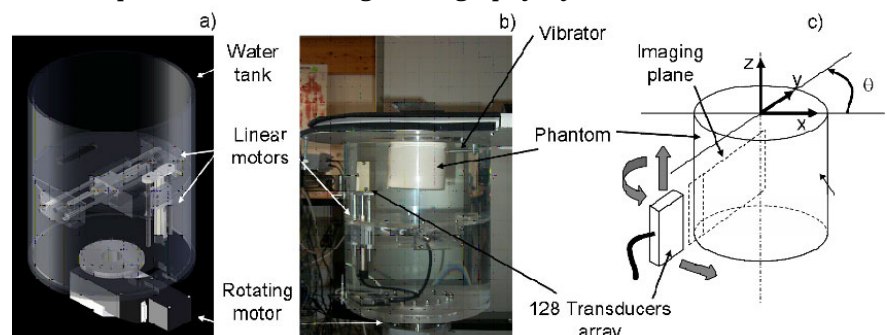 a)
b)
c)
Water
tank
Vibrator
Imaging
plane
z
y
θ
x
Linear
motors
Phantom
Rotating
motor
128 Transducers
array